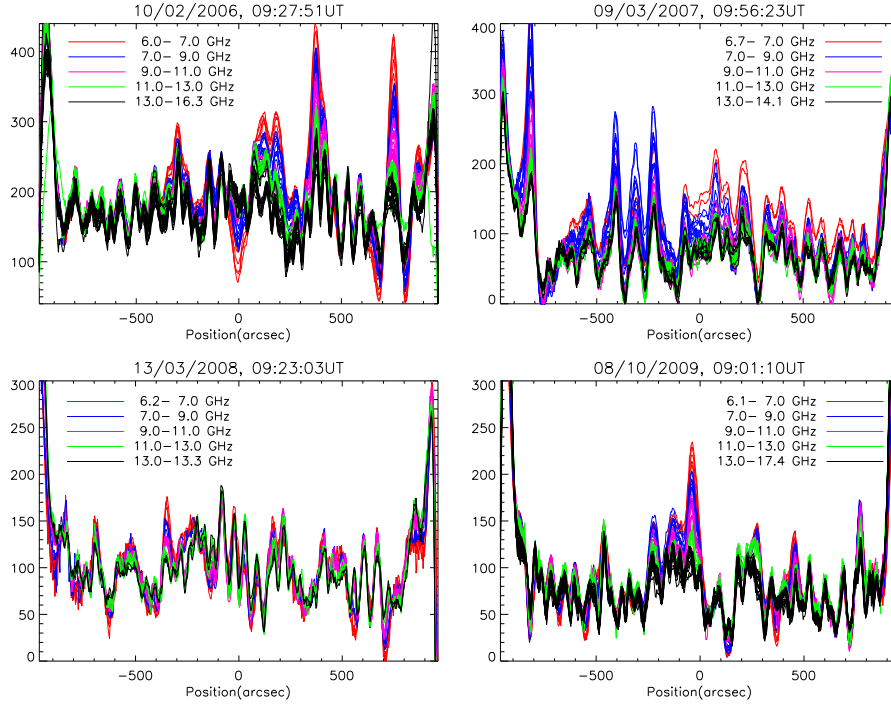 10/02/2006, 09:27:51UT
6.0- 7.0 GHz
7.0- 9.0 GHz
9.0-11.0 GHz
11.0-13.0 GHz
13.0-16.3 GHz
400
300
200
100
-500 0 500
Position(arcsec)
09/03/2007, 09:56:23UT
6.7- 7.0 GHz
7.0- 9.0 GHz
9.0-11.0 GHz
11.0-13.0 GHz
13.0-14.1 GHz
400
300
200
100
0
-500 0 500
Position(arcsec)
13/03/2008, 09:23:03UT
6.2- 7.0 GHz
7.0- 9.0 GHz
9.0-11.0 GHz
11.0-13.0 GHz
13.0-13.3 GHz
300
250
200
150
100
50
0
-500 0 500
Position(arcsec)
08/10/2009, 09:01:10UT
6.1- 7.0 GHz
7.0- 9.0 GHz
9.0-11.0 GHz
11.0-13.0 GHz
13.0-17.4 GHz
300
250
200
150
100
50
0
-500 0 500
Position(arcsec)